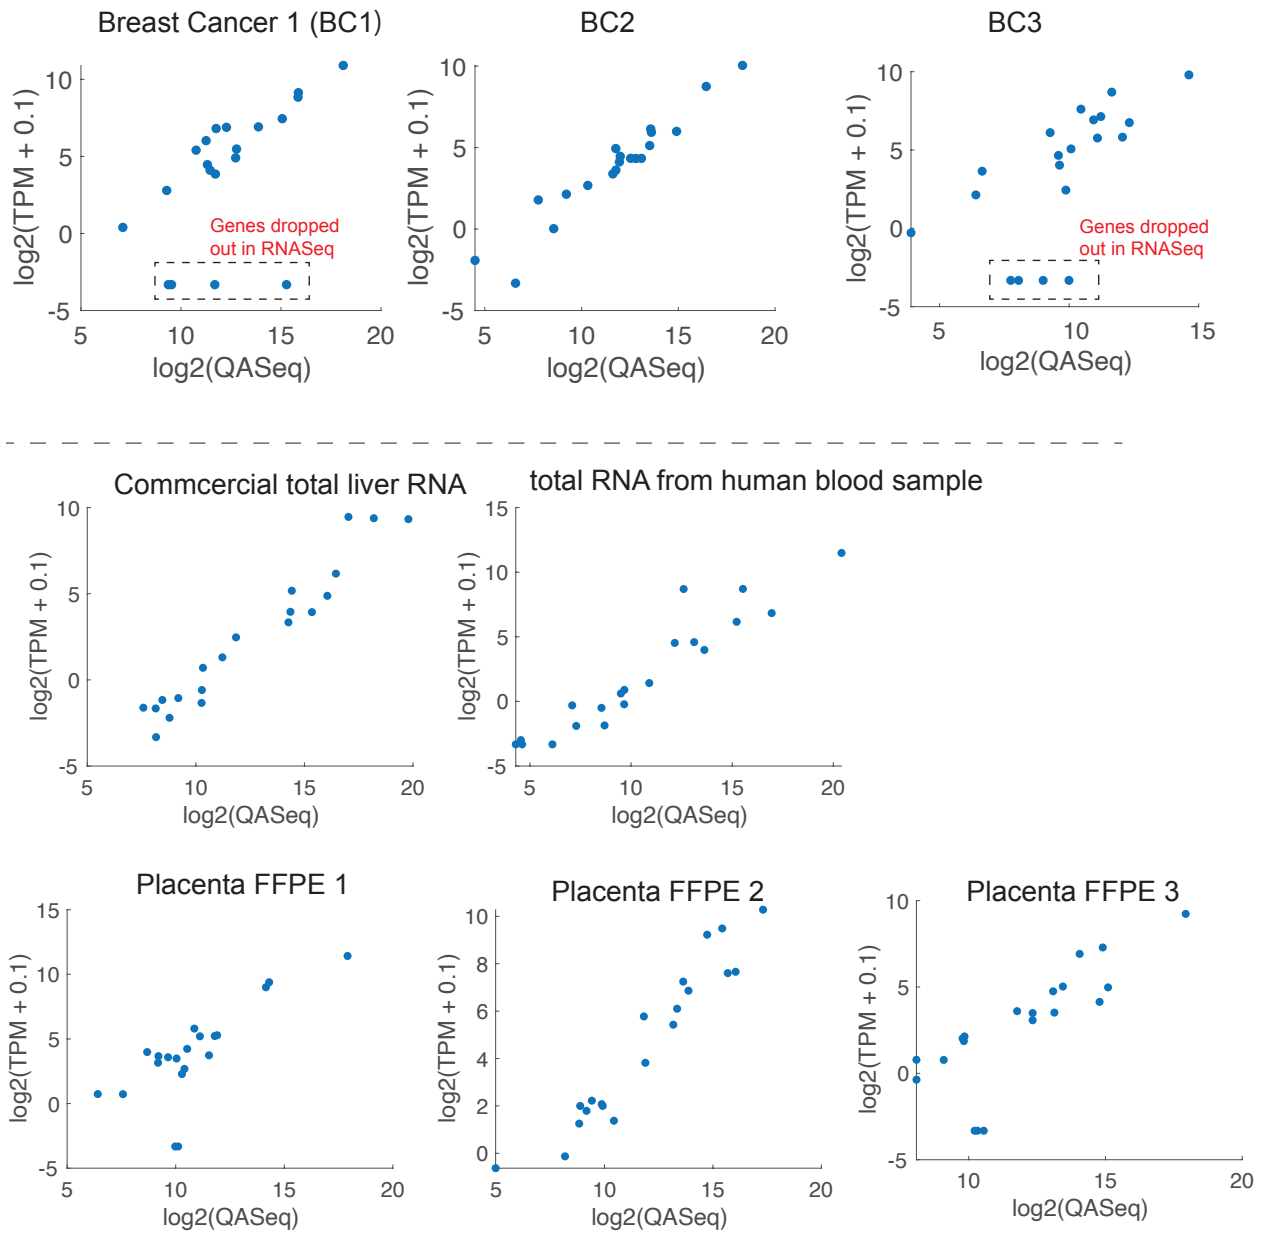 Breast Cancer 1 (BC1)
BC2
BC3
log2(TPM + 0.1)
10
5
0
-5
Genes dropped
out in RNASeq
5
10
15
20
log2(QASeq)
log2(TPM + 0.1)
10
5
0
-5
5
10
15
20
log2(QASeq)
log2(TPM + 0.1)
10
5
0
-5
Genes dropped
out in RNASeq
5
10
15
log2(QASeq)
Commcercial total liver RNA
total RNA from human blood sample
log2(TPM + 0.1)
10
5
0
-5
5
10
15
20
log2(QASeq)
log2(TPM + 0.1)
15
10
5
0
-5
5
10
15
20
log2(QASeq)
Placenta FFPE 1
Placenta FFPE 2
Placenta FFPE 3
log2(TPM + 0.1)
15
10
5
0
-5
5
10
15
20
log2(QASeq)
log2(TPM + 0.1)
10
8
6
4
2
0
5
10
15
20
log2(QASeq)
log2(TPM + 0.1)
10
5
0
-5
10
15
20
log2(QASeq)